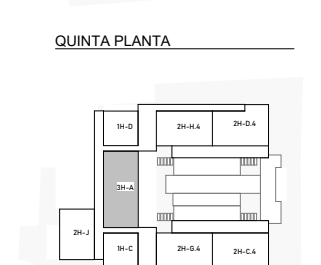 QUINTA PLANTA
1H-D
2H-H.4
2H-D.4
3H-A
2H-J
1H-C
2H-G.4
2H-C.4